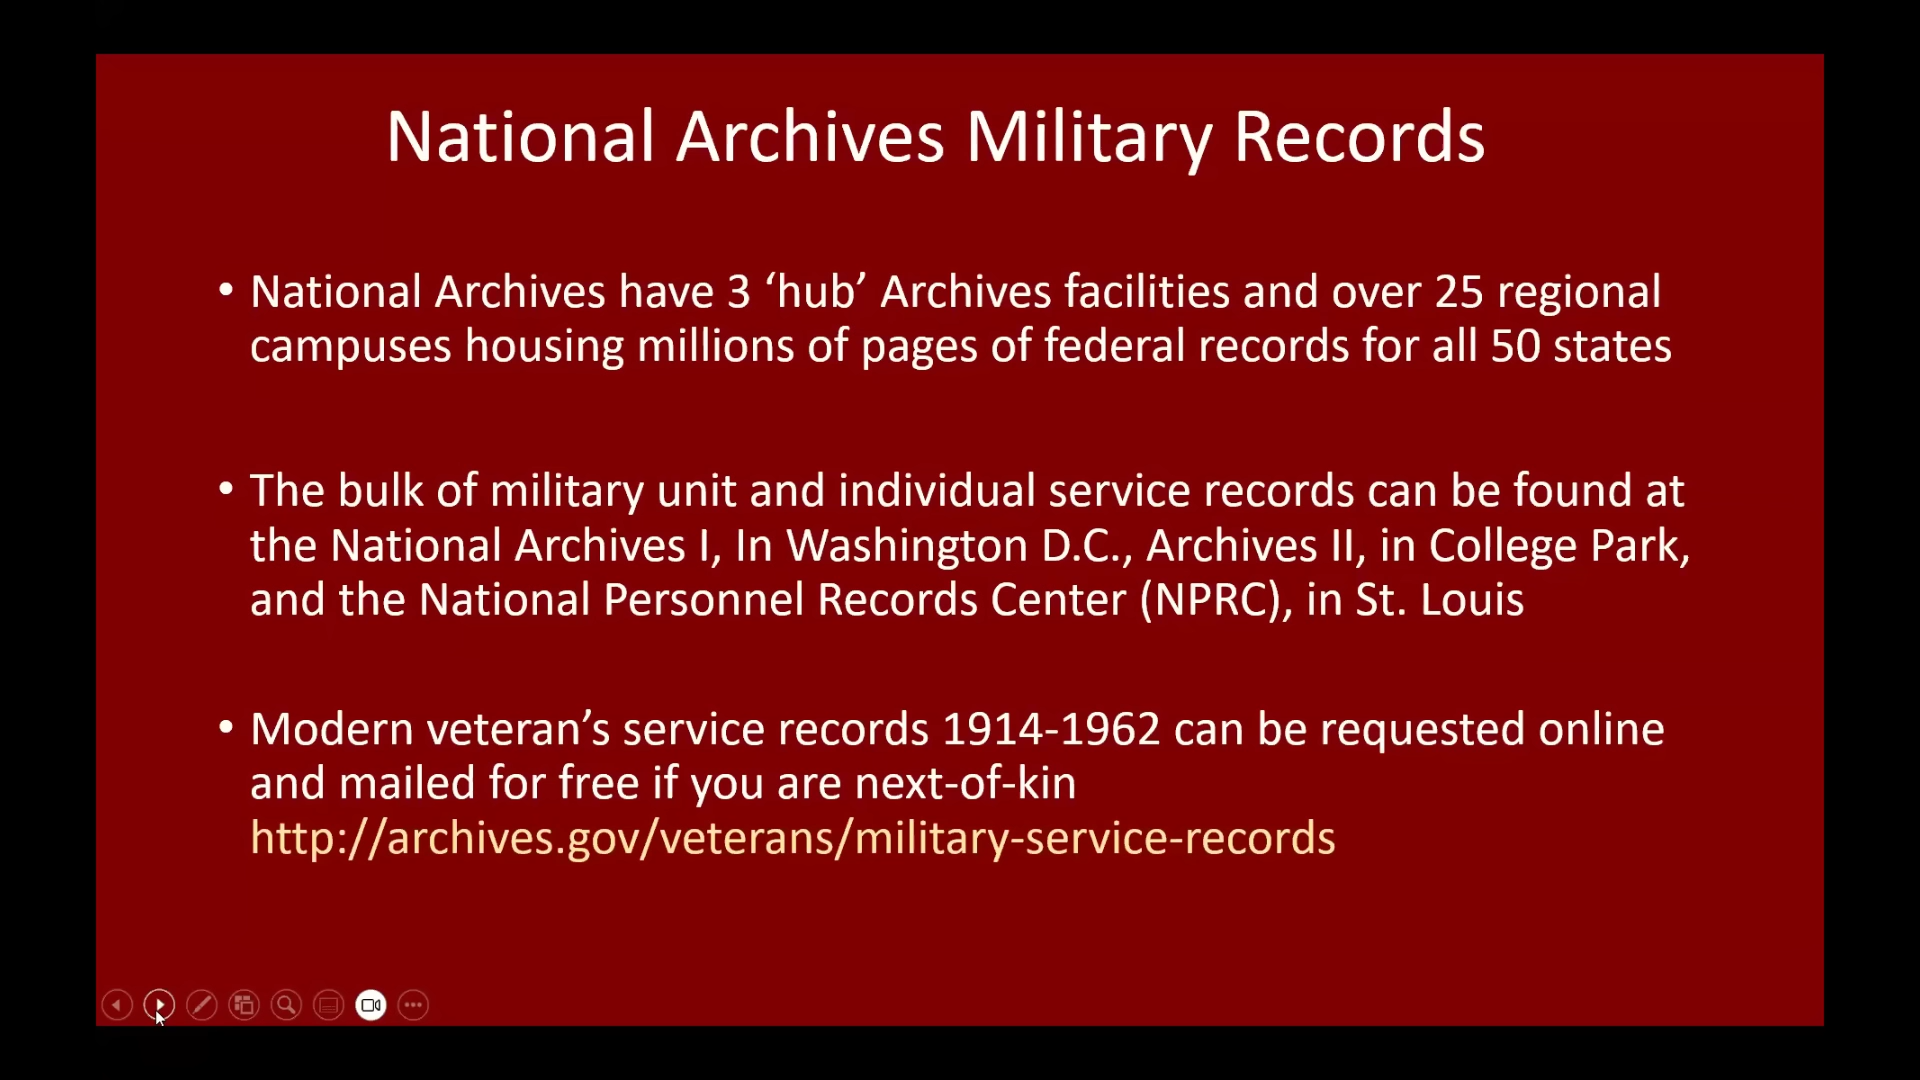 National Archives Military Records
• National Archives have 3 ‘hub’ Archives facilities and over 25 regional
campuses housing millions of pages of federal records for all 50 states
• The bulk of military unit and individual service records can be found at
the National Archives I, In Washington D.C., Archives II, in College Park,
and the National Personnel Records Center (NPRC), in St. Louis
• Modern veteran’s service records 1914-1962 can be requested online
and mailed for free if you are next-of-kin
http://archives.gov/veterans/military-service-records